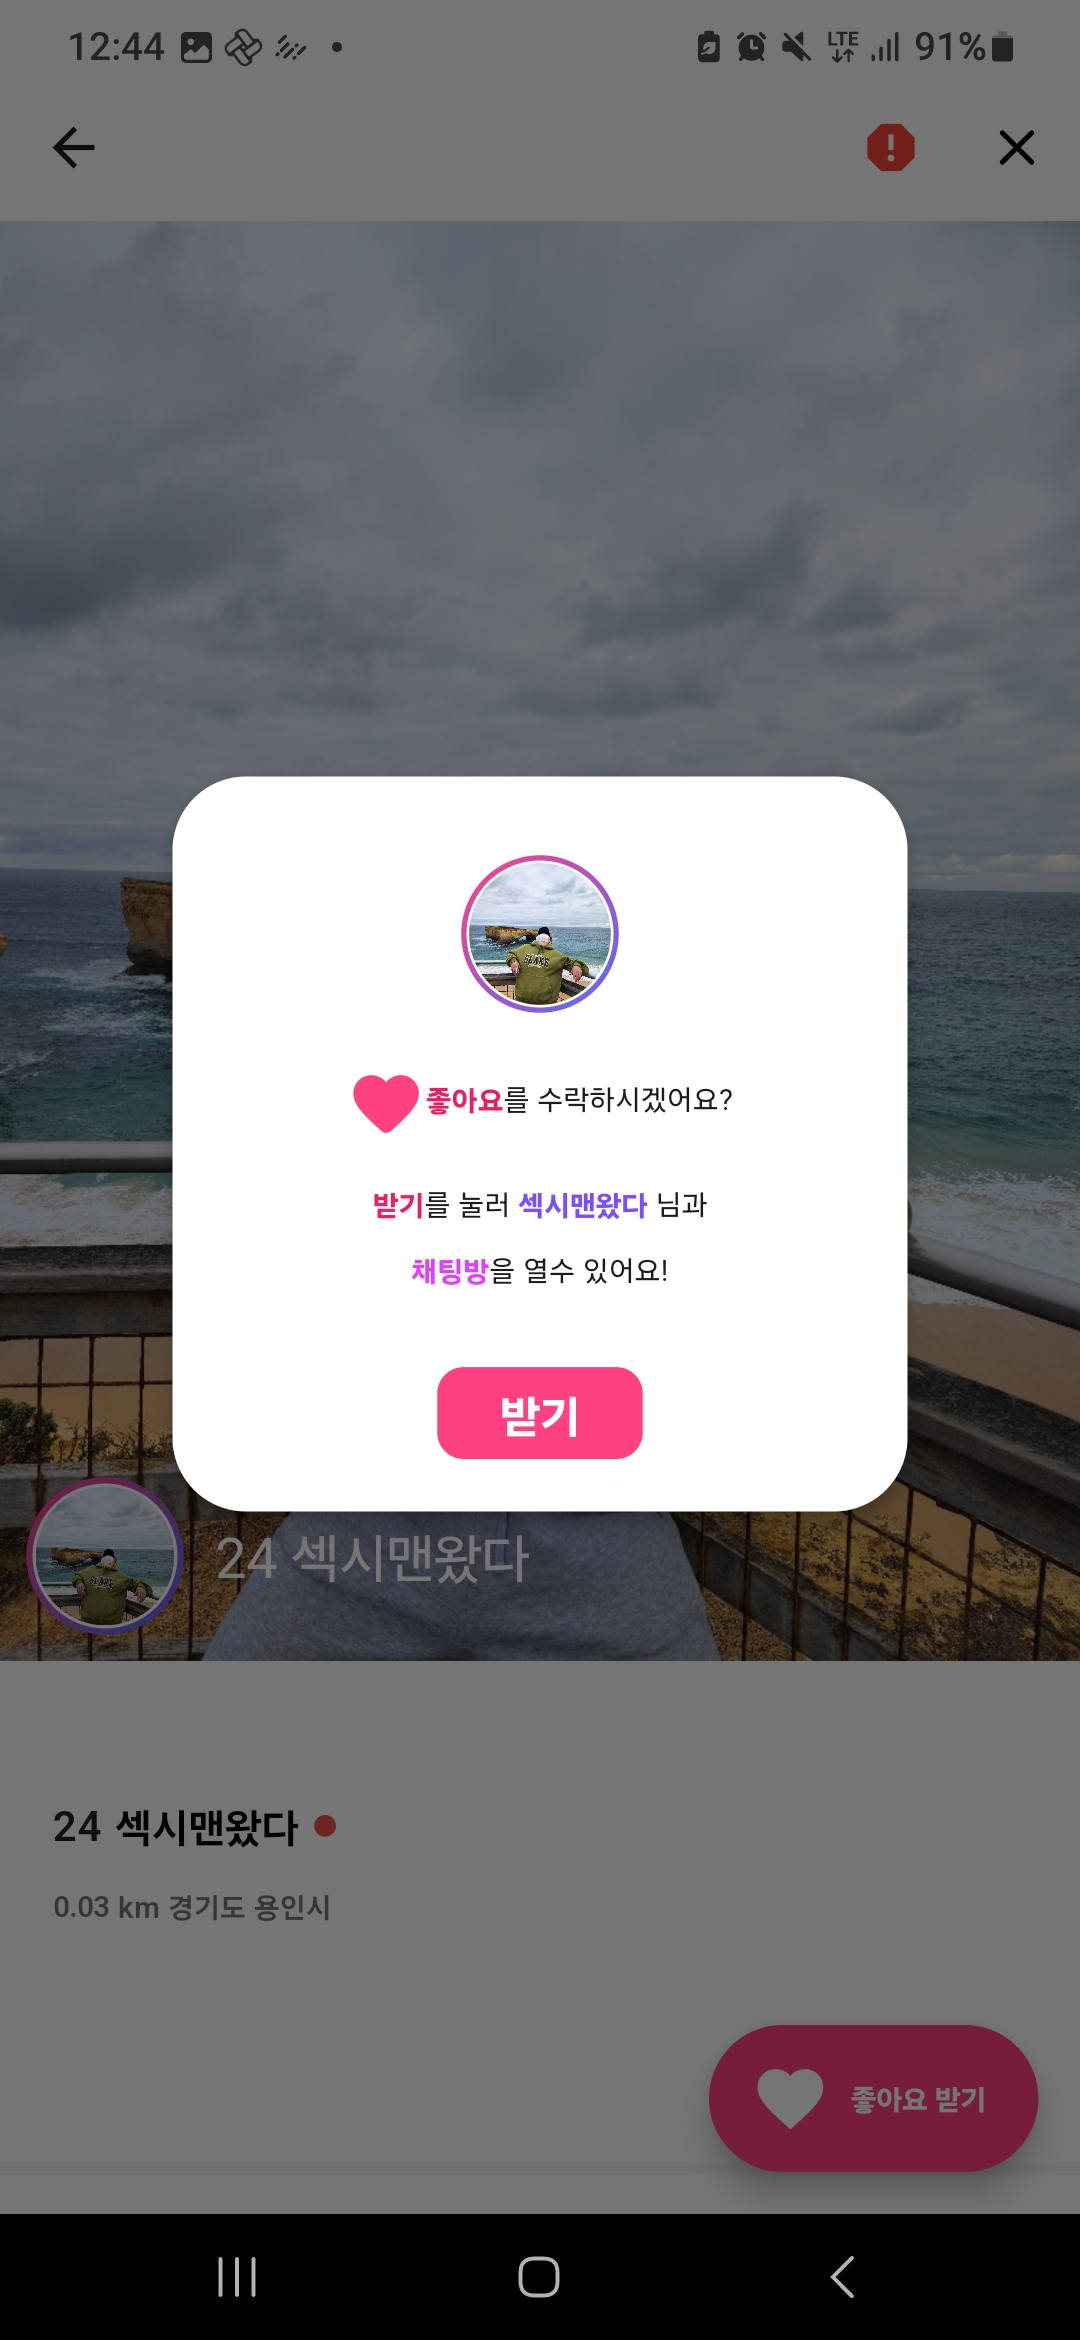 12:44 LTE 91%
좋아요를 수락하시겠어요?
받기를 눌러 섹시맨왔다 님과
채팅방을 열수 있어요!
받기
24 섹시맨왔다
24 섹시맨왔다
0.03 km 경기도 용인시
좋아요 받기